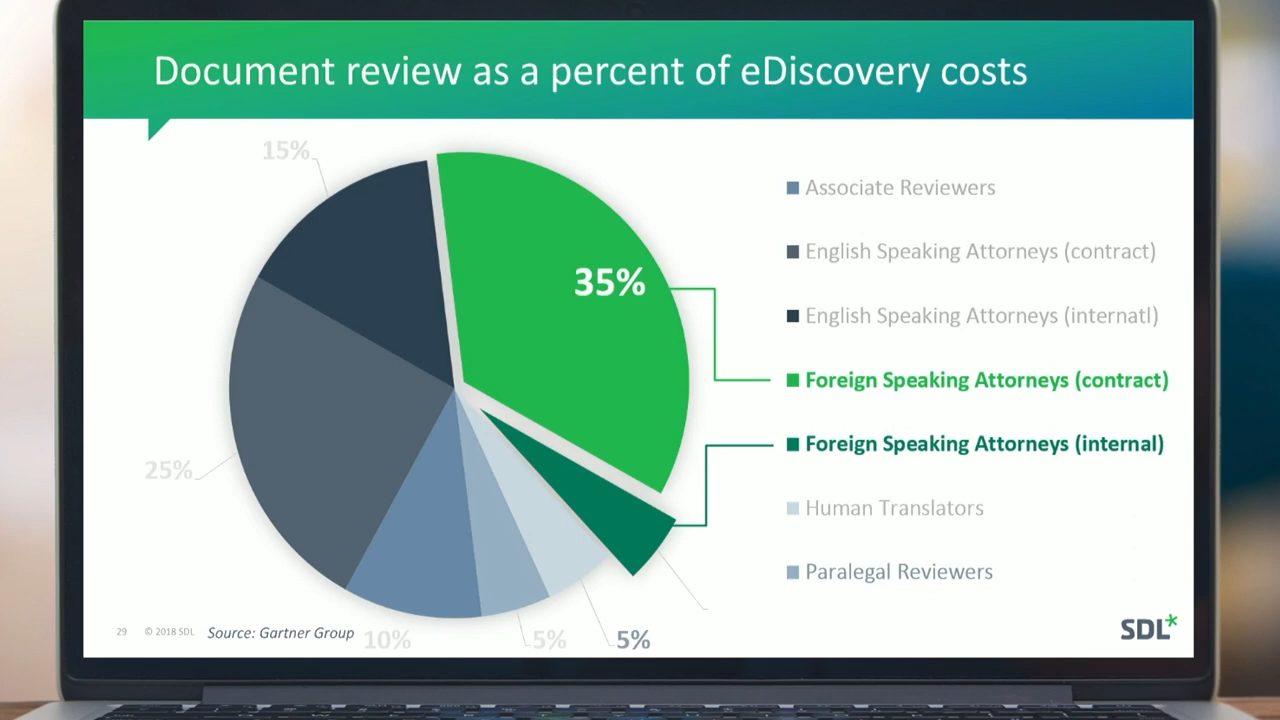 Document review as a percent of eDiscovery costs
15%
35%
25%
10%
5%
5%
Associate Reviewers
English Speaking Attorneys (contract)
English Speaking Attorneys (internatl)
Foreign Speaking Attorneys (contract)
Foreign Speaking Attorneys (internal)
Human Translators
Paralegal Reviewers
29 © 2018 SDL Source: Gartner Group
SDL*